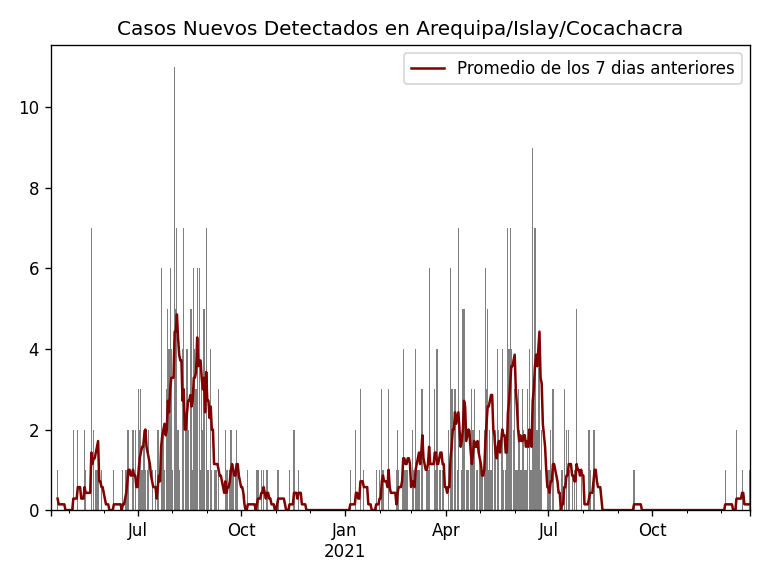 Casos Nuevos Detectados en Arequipa/Islay/Cocachacra
Promedio de los 7 dias anteriores
10
8
6
4
2
0
Jul
Oct
Jan
2021
Apr
Jul
Oct